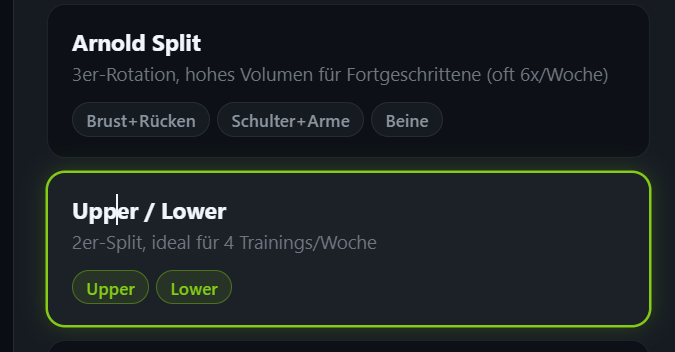 Arnold Split
3er-Rotation, hohes Volumen für Fortgeschrittene (oft 6x/Woche)
Brust+Rücken Schulter+Arme Beine
Upper / Lower
2er-Split, ideal für 4 Trainings/Woche
Upper Lower